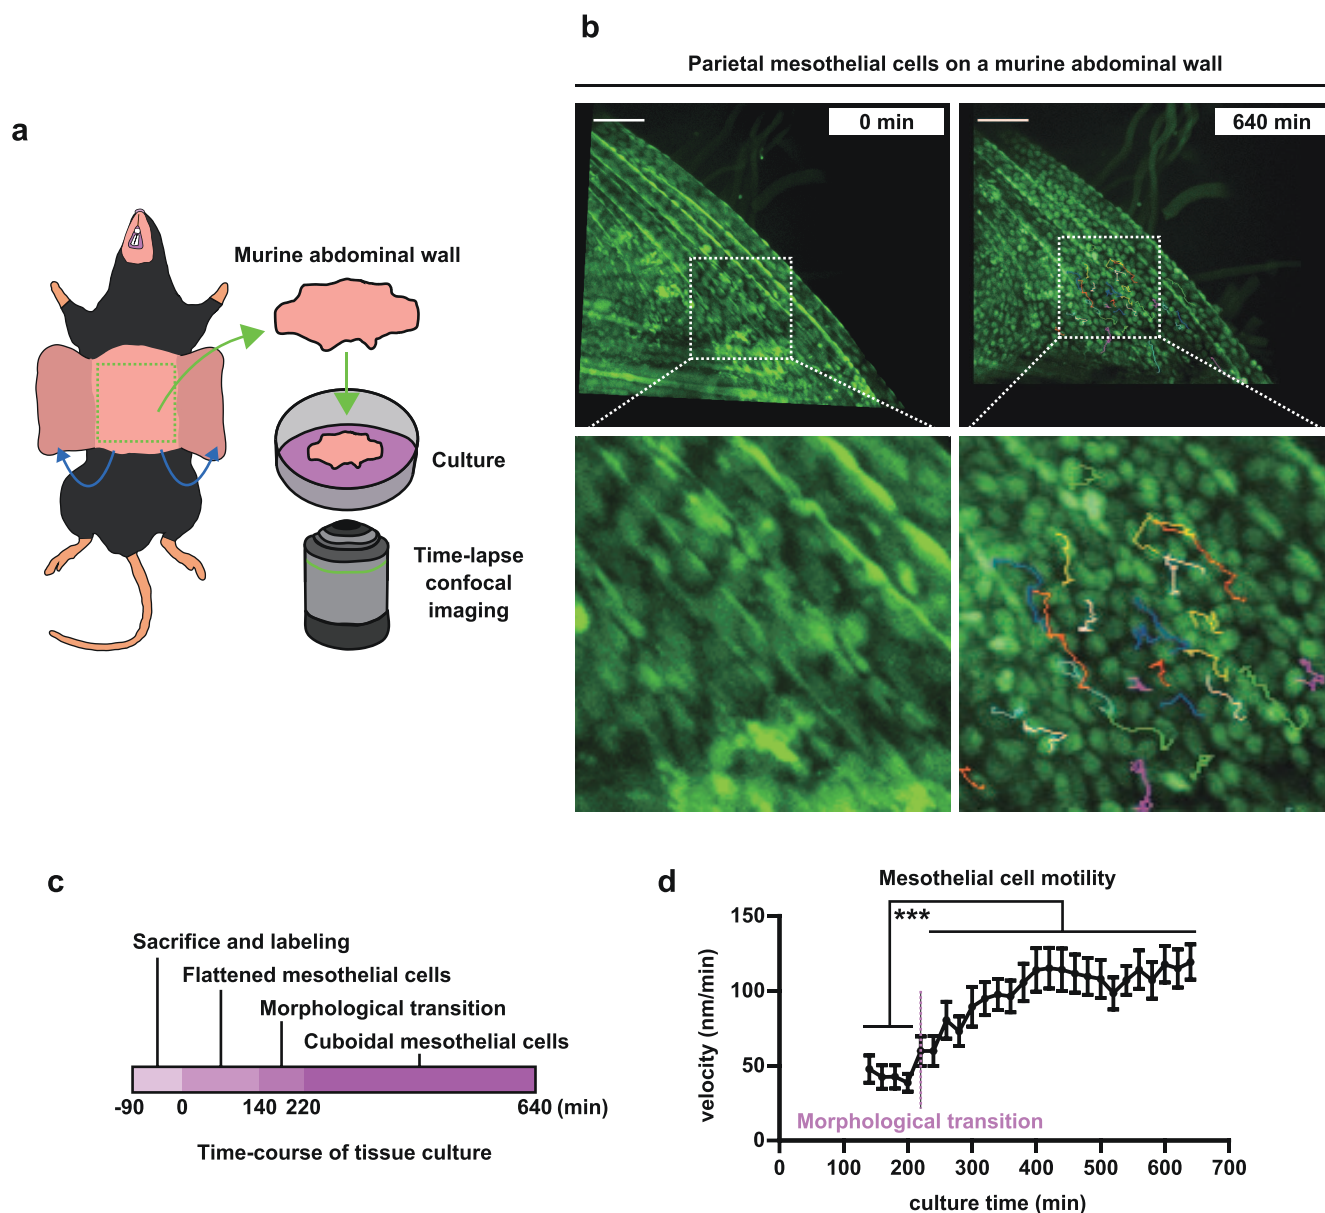 a
Murine abdominal wall
Culture
Time-lapse
confocal
imaging
b
Parietal mesothelial cells on a murine abdominal wall
0 min
640 min
c
Sacrifice and labeling
Flattened mesothelial cells
Morphological transition
Cuboidal mesothelial cells
-90 0 140 220 640 (min)
Time-course of tissue culture
d
Mesothelial cell motility
***
velocity (nm/min)
150
100
50
0
Morphological transition
0 100 200 300 400 500 600 700
culture time (min)